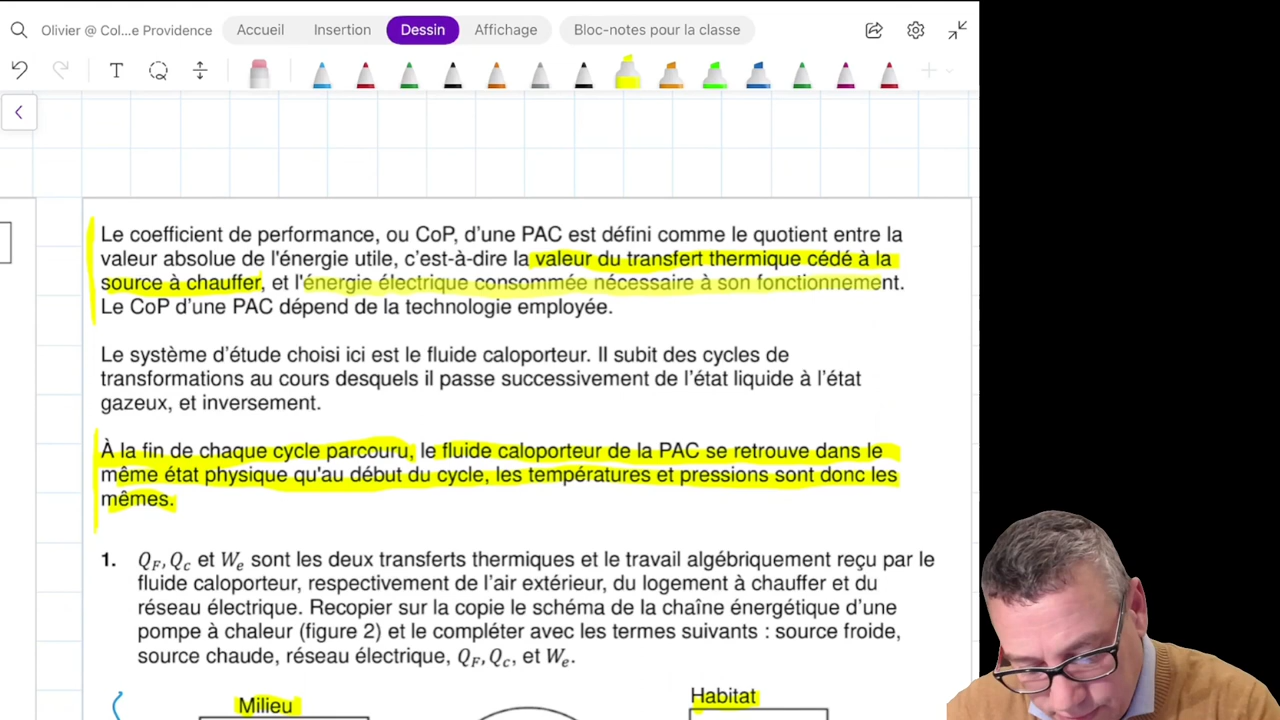 Olivier @ Col...e Providence Accueil Insertion Dessin Affichage Bloc-notes pour la classe
T
Le coefficient de performance, ou CoP, d'une PAC est défini comme le quotient entre la
valeur absolue de l'énergie utile, c'est-à-dire la valeur du transfert thermique cédé à la
source à chauffer, et l'énergie électrique consommée nécessaire à son fonctionnement.
Le CoP d'une PAC dépend de la technologie employée.
Le système d'étude choisi ici est le fluide caloporteur. Il subit des cycles de
transformations au cours desquels il passe successivement de l'état liquide à l'état
gazeux, et inversement.
À la fin de chaque cycle parcouru, le fluide caloporteur de la PAC se retrouve dans le
même état physique qu'au début du cycle, les températures et pressions sont donc les
mêmes.
1. Q_F, Q_c et W_e sont les deux transferts thermiques et le travail algébriquement reçu par le
fluide caloporteur, respectivement de l'air extérieur, du logement à chauffer et du
réseau électrique. Recopier sur la copie le schéma de la chaîne énergétique d'une
pompe à chaleur (figure 2) et le compléter avec les termes suivants : source froide,
source chaude, réseau électrique, Q_F, Q_c, et W_e.
Milieu Habitat